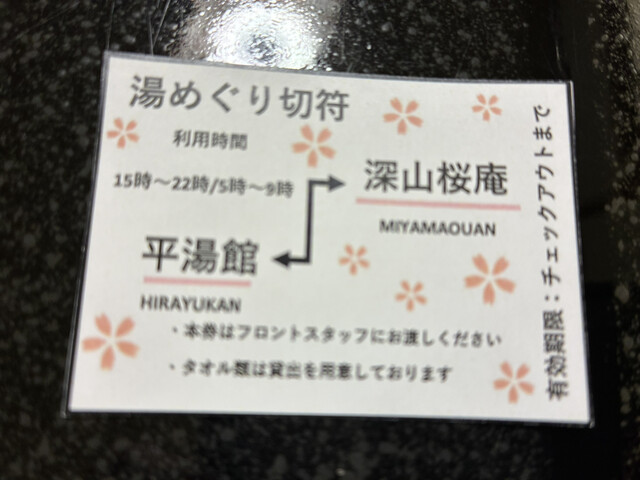 湯めぐり切符
利用時間
15時～22時/5時～9時
深山桜庵
MIYAMAOUAN
平湯館
HIRAYUKAN
・本券はフロントスタッフにお渡しください
・タオル類は貸出を用意しております
有効期限：チェックアウトまで